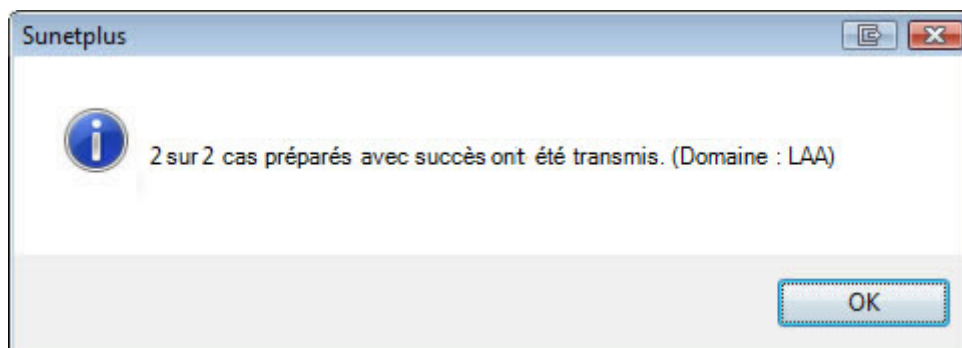 Sunetplus
2 sur 2 cas préparés avec succès ont été transmis. (Domaine : LAA)
OK